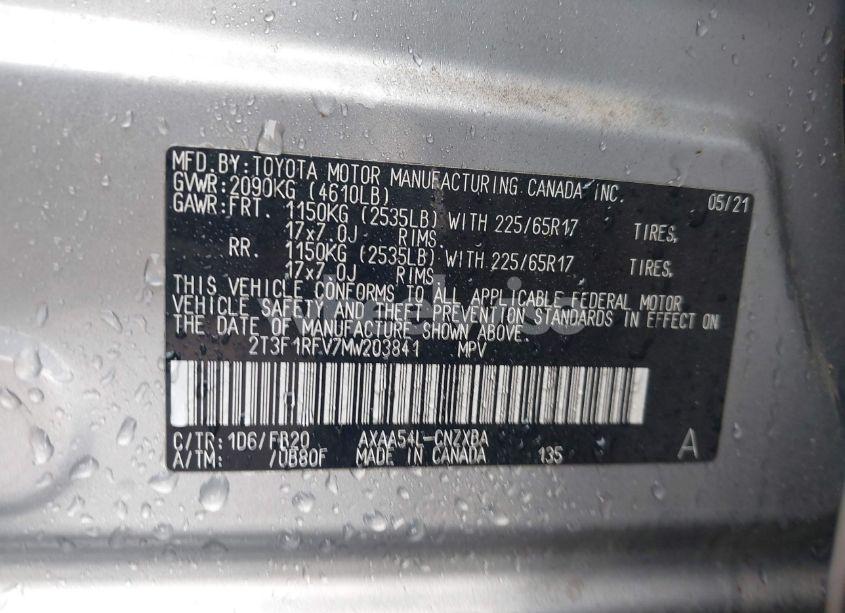 MFD.BY:TOYOTA MOTOR MANUFACTURING CANADA INC. 05/21
GVWR:2090KG (4610LB)
GAWR:FRT. 1150KG (2535LB) WITH 225/65R17 TIRES,
17x7.0J RIMS,
RR. 1150KG (2535LB) WITH 225/65R17 TIRES,
17x7.0J RIMS
THIS VEHICLE CONFORMS TO ALL APPLICABLE FEDERAL MOTOR
VEHICLE SAFETY AND THEFT PREVENTION STANDARDS IN EFFECT ON
THE DATE OF MANUFACTURE SHOWN ABOVE.
2T3F1RFV7MW203841 MPV
C/TR: 1D6/FB20 AXAA54L-CNZXBA
A/TM: /UB80F MADE IN CANADA 135 A